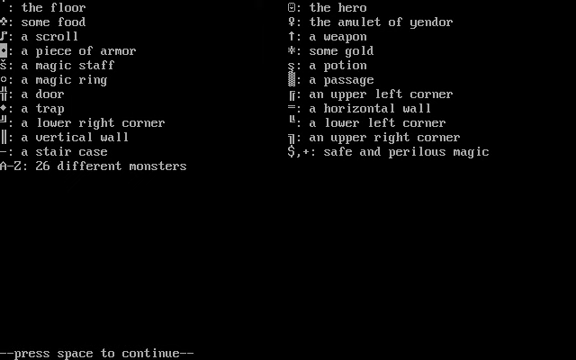 ·: the floor ☺: the hero
♣: some food ♀: the amulet of yendor
♪: a scroll ↑: a weapon
◘: a piece of armor *: some gold
š: a magic staff ş: a potion
○: a magic ring ▒: a passage
╬: a door ╔: an upper left corner
♦: a trap ═: a horizontal wall
╝: a lower right corner ╚: a lower left corner
║: a vertical wall ╗: an upper right corner
-: a stair case $,+: safe and perilous magic
A-Z: 26 different monsters
--press space to continue--